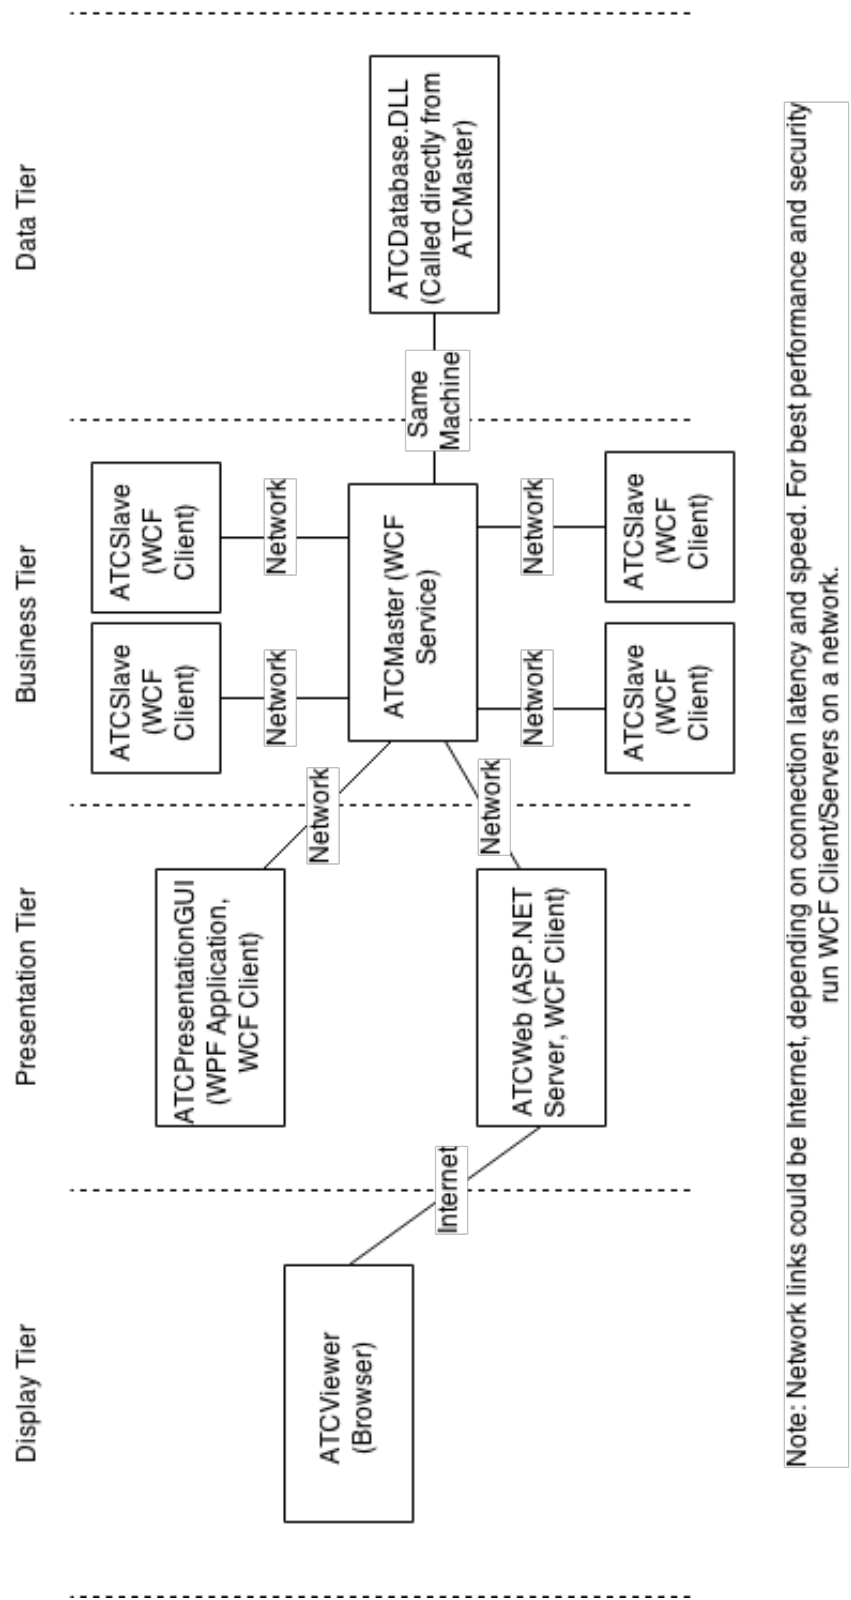 Display Tier
Presentation Tier
Business Tier
Data Tier
ATCViewer
(Browser)
Internet
ATCPresentationGUI
(WPF Application,
WCF Client)
ATCWeb (ASP.NET
Server, WCF Client)
Network
Network
ATCSlave
(WCF
Client)
ATCSlave
(WCF
Client)
Network
Network
ATCMaster (WCF
Service)
Network
Network
ATCSlave
(WCF
Client)
ATCSlave
(WCF
Client)
Same
Machine
ATCDatabase.DLL
(Called directly from
ATCMaster)
Note: Network links could be Internet, depending on connection latency and speed. For best performance and security
run WCF Client/Servers on a network.